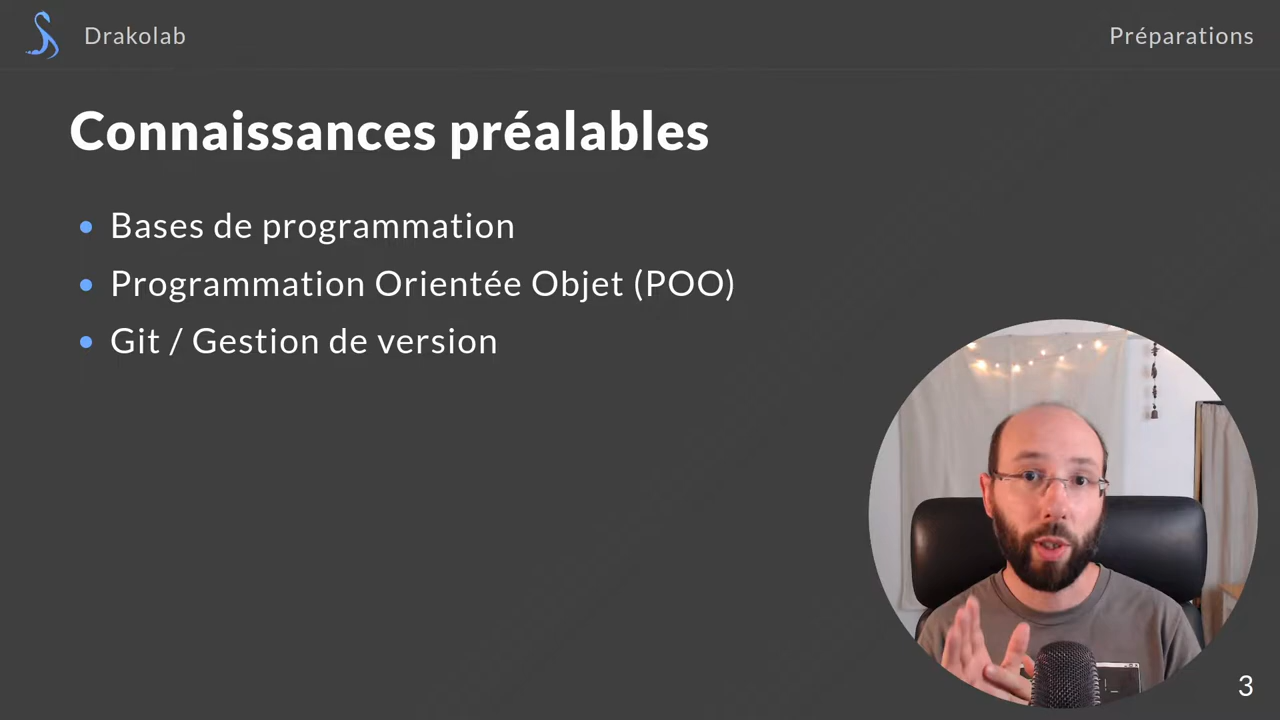 Drakolab
Préparations
Connaissances préalables
Bases de programmation
Programmation Orientée Objet (POO)
Git / Gestion de version
3